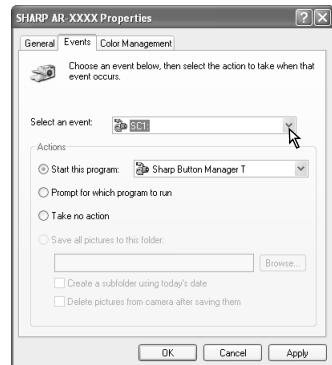 SHARP AR-XXXX Properties
General Events Color Management
Choose an event below, then select the action to take when that
event occurs.
Select an event: SC1:
Actions
Start this program: Sharp Button Manager T
Prompt for which program to run
Take no action
Save all pictures to this folder:
Browse...
Create a subfolder using today's date
Delete pictures from camera after saving them
OK Cancel Apply